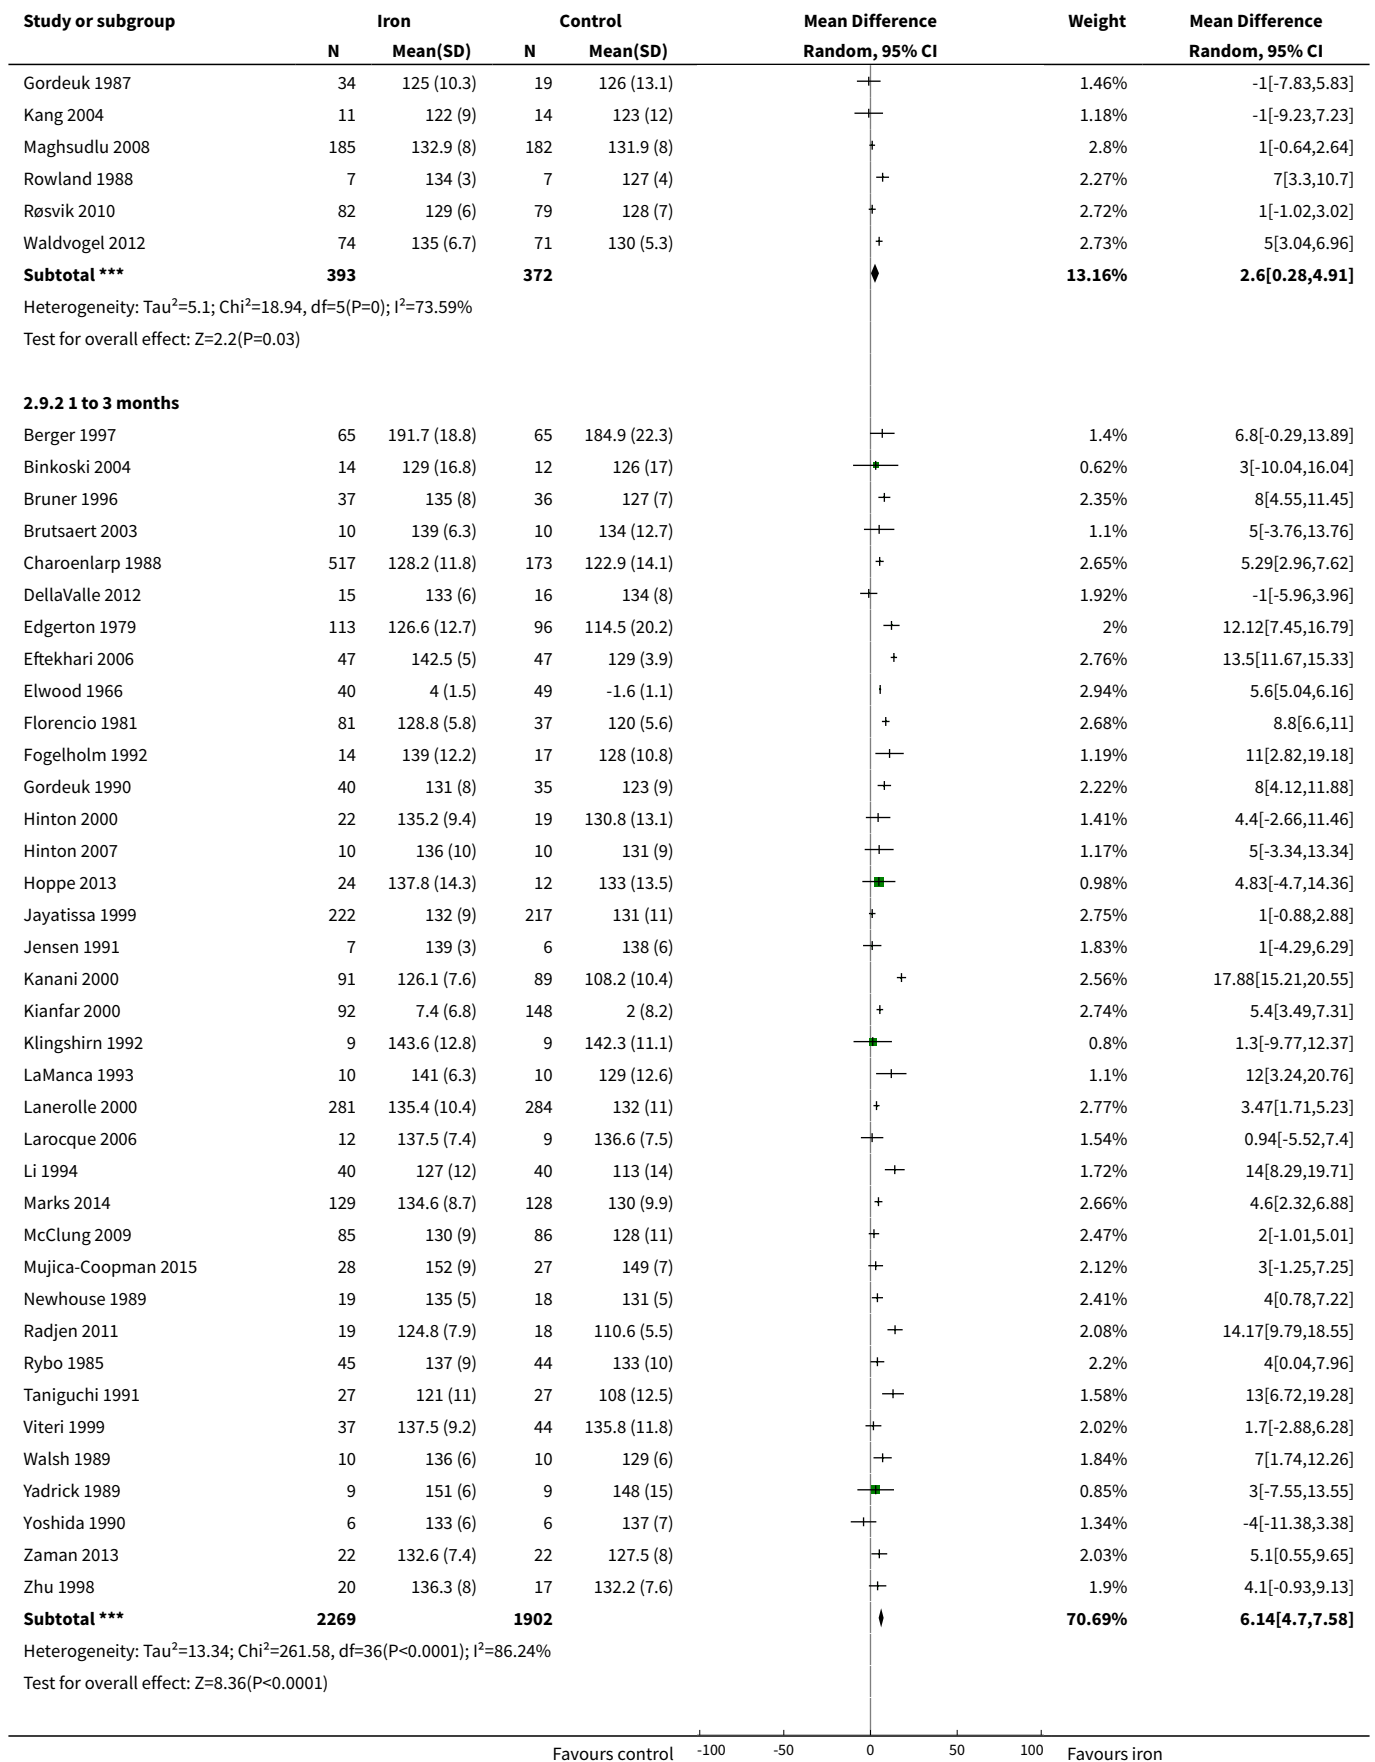 Study or subgroup Iron Control Mean Difference Weight Mean Difference
N Mean(SD) N Mean(SD) Random, 95% CI Random, 95% CI
Gordeuk 1987 34 125 (10.3) 19 126 (13.1) 1.46% -1[-7.83,5.83]
Kang 2004 11 122 (9) 14 123 (12) 1.18% -1[-9.23,7.23]
Maghsudlu 2008 185 132.9 (8) 182 131.9 (8) 2.8% 1[-0.64,2.64]
Rowland 1988 7 134 (3) 7 127 (4) 2.27% 7[3.3,10.7]
Røsvik 2010 82 129 (6) 79 128 (7) 2.72% 1[-1.02,3.02]
Waldvogel 2012 74 135 (6.7) 71 130 (5.3) 2.73% 5[3.04,6.96]
Subtotal *** 393 372 13.16% 2.6[0.28,4.91]
Heterogeneity: Tau²=5.1; Chi²=18.94, df=5(P=0); I²=73.59%
Test for overall effect: Z=2.2(P=0.03)
2.9.2 1 to 3 months
Berger 1997 65 191.7 (18.8) 65 184.9 (22.3) 1.4% 6.8[-0.29,13.89]
Binkoski 2004 14 129 (16.8) 12 126 (17) 0.62% 3[-10.04,16.04]
Bruner 1996 37 135 (8) 36 127 (7) 2.35% 8[4.55,11.45]
Brutsaert 2003 10 139 (6.3) 10 134 (12.7) 1.1% 5[-3.76,13.76]
Charoenlarp 1988 517 128.2 (11.8) 173 122.9 (14.1) 2.65% 5.29[2.96,7.62]
DellaValle 2012 15 133 (6) 16 134 (8) 1.92% -1[-5.96,3.96]
Edgerton 1979 113 126.6 (12.7) 96 114.5 (20.2) 2% 12.12[7.45,16.79]
Eftekhari 2006 47 142.5 (5) 47 129 (3.9) 2.76% 13.5[11.67,15.33]
Elwood 1966 40 4 (1.5) 49 -1.6 (1.1) 2.94% 5.6[5.04,6.16]
Florencio 1981 81 128.8 (5.8) 37 120 (5.6) 2.68% 8.8[6.6,11]
Fogelholm 1992 14 139 (12.2) 17 128 (10.8) 1.19% 11[2.82,19.18]
Gordeuk 1990 40 131 (8) 35 123 (9) 2.22% 8[4.12,11.88]
Hinton 2000 22 135.2 (9.4) 19 130.8 (13.1) 1.41% 4.4[-2.66,11.46]
Hinton 2007 10 136 (10) 10 131 (9) 1.17% 5[-3.34,13.34]
Hoppe 2013 24 137.8 (14.3) 12 133 (13.5) 0.98% 4.83[-4.7,14.36]
Jayatissa 1999 222 132 (9) 217 131 (11) 2.75% 1[-0.88,2.88]
Jensen 1991 7 139 (3) 6 138 (6) 1.83% 1[-4.29,6.29]
Kanani 2000 91 126.1 (7.6) 89 108.2 (10.4) 2.56% 17.88[15.21,20.55]
Kianfar 2000 92 7.4 (6.8) 148 2 (8.2) 2.74% 5.4[3.49,7.31]
Klingshirn 1992 9 143.6 (12.8) 9 142.3 (11.1) 0.8% 1.3[-9.77,12.37]
LaManca 1993 10 141 (6.3) 10 129 (12.6) 1.1% 12[3.24,20.76]
Lanerolle 2000 281 135.4 (10.4) 284 132 (11) 2.77% 3.47[1.71,5.23]
Larocque 2006 12 137.5 (7.4) 9 136.6 (7.5) 1.54% 0.94[-5.52,7.4]
Li 1994 40 127 (12) 40 113 (14) 1.72% 14[8.29,19.71]
Marks 2014 129 134.6 (8.7) 128 130 (9.9) 2.66% 4.6[2.32,6.88]
McClung 2009 85 130 (9) 86 128 (11) 2.47% 2[-1.01,5.01]
Mujica-Coopman 2015 28 152 (9) 27 149 (7) 2.12% 3[-1.25,7.25]
Newhouse 1989 19 135 (5) 18 131 (5) 2.41% 4[0.78,7.22]
Radjen 2011 19 124.8 (7.9) 18 110.6 (5.5) 2.08% 14.17[9.79,18.55]
Rybo 1985 45 137 (9) 44 133 (10) 2.2% 4[0.04,7.96]
Taniguchi 1991 27 121 (11) 27 108 (12.5) 1.58% 13[6.72,19.28]
Viteri 1999 37 137.5 (9.2) 44 135.8 (11.8) 2.02% 1.7[-2.88,6.28]
Walsh 1989 10 136 (6) 10 129 (6) 1.84% 7[1.74,12.26]
Yadrick 1989 9 151 (6) 9 148 (15) 0.85% 3[-7.55,13.55]
Yoshida 1990 6 133 (6) 6 137 (7) 1.34% -4[-11.38,3.38]
Zaman 2013 22 132.6 (7.4) 22 127.5 (8) 2.03% 5.1[0.55,9.65]
Zhu 1998 20 136.3 (8) 17 132.2 (7.6) 1.9% 4.1[-0.93,9.13]
Subtotal *** 2269 1902 70.69% 6.14[4.7,7.58]
Heterogeneity: Tau²=13.34; Chi²=261.58, df=36(P<0.0001); I²=86.24%
Test for overall effect: Z=8.36(P<0.0001)
Favours control -100 -50 0 50 100 Favours iron